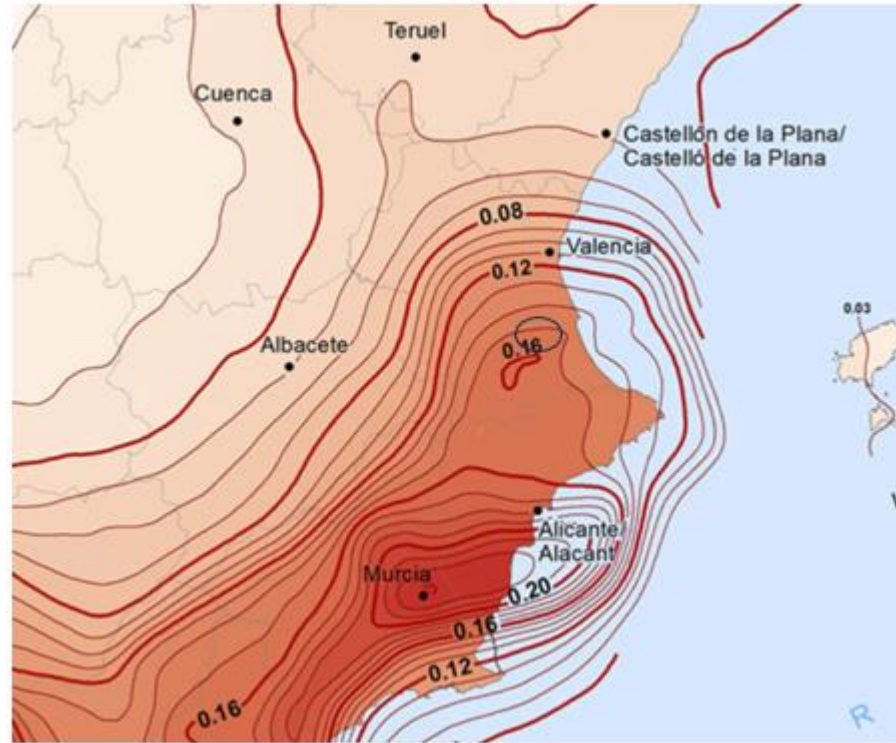 Teruel
Cuenca
Castellón de la Plana/
Castelló de la Plana
0.08
Valencia
0.12
0.03
Albacete
0.16
Alicante/
Alacant
Murcia
0.20
0.16
0.12
0.16
R